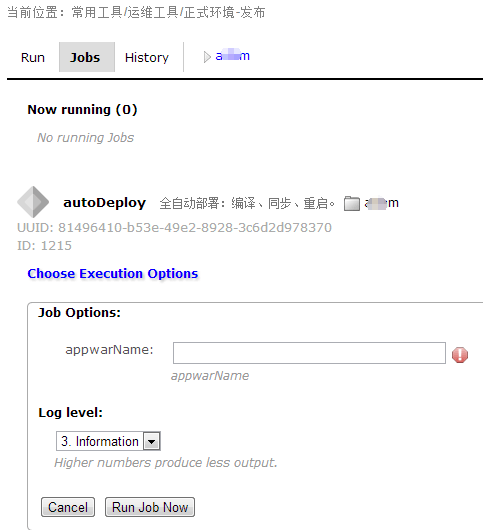 当前位置：常用工具/运维工具/正式环境-发布
Run Jobs History
Now running (0)
No running Jobs
autoDeploy 全自动部署：编译、同步、重启。
UUID: 81496410-b53e-49e2-8928-3c6d2d978370
ID: 1215
Choose Execution Options
Job Options:
appwarName:
appwarName
Log level:
3. Information
Higher numbers produce less output.
Cancel Run Job Now